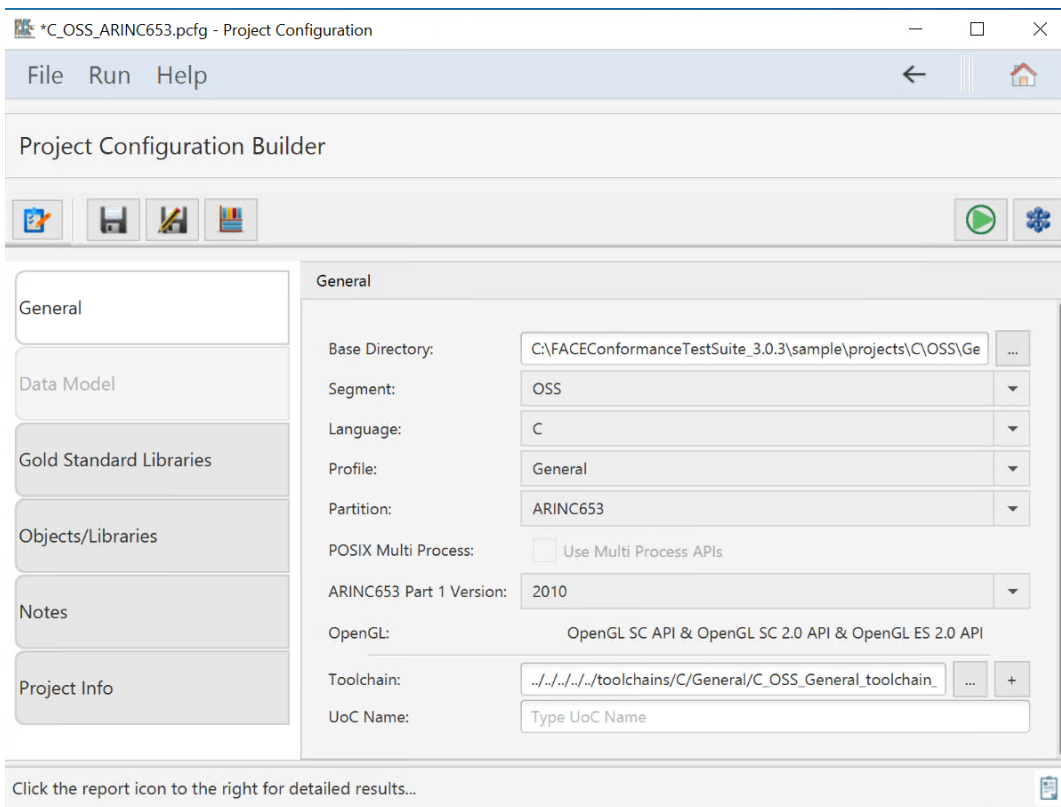 *C_OSS_ARINC653.pcfg - Project Configuration
File Run Help
Project Configuration Builder
General
Data Model
Gold Standard Libraries
Objects/Libraries
Notes
Project Info
General
Base Directory: C:\FACEConformanceTestSuite_3.0.3\sample\projects\C\OSS\Ge ...
Segment: OSS
Language: C
Profile: General
Partition: ARINC653
POSIX Multi Process: Use Multi Process APIs
ARINC653 Part 1 Version: 2010
OpenGL: OpenGL SC API & OpenGL SC 2.0 API & OpenGL ES 2.0 API
Toolchain: ../../../../../toolchains/C/General/C_OSS_General_toolchain_ ... +
UoC Name: Type UoC Name
Click the report icon to the right for detailed results...